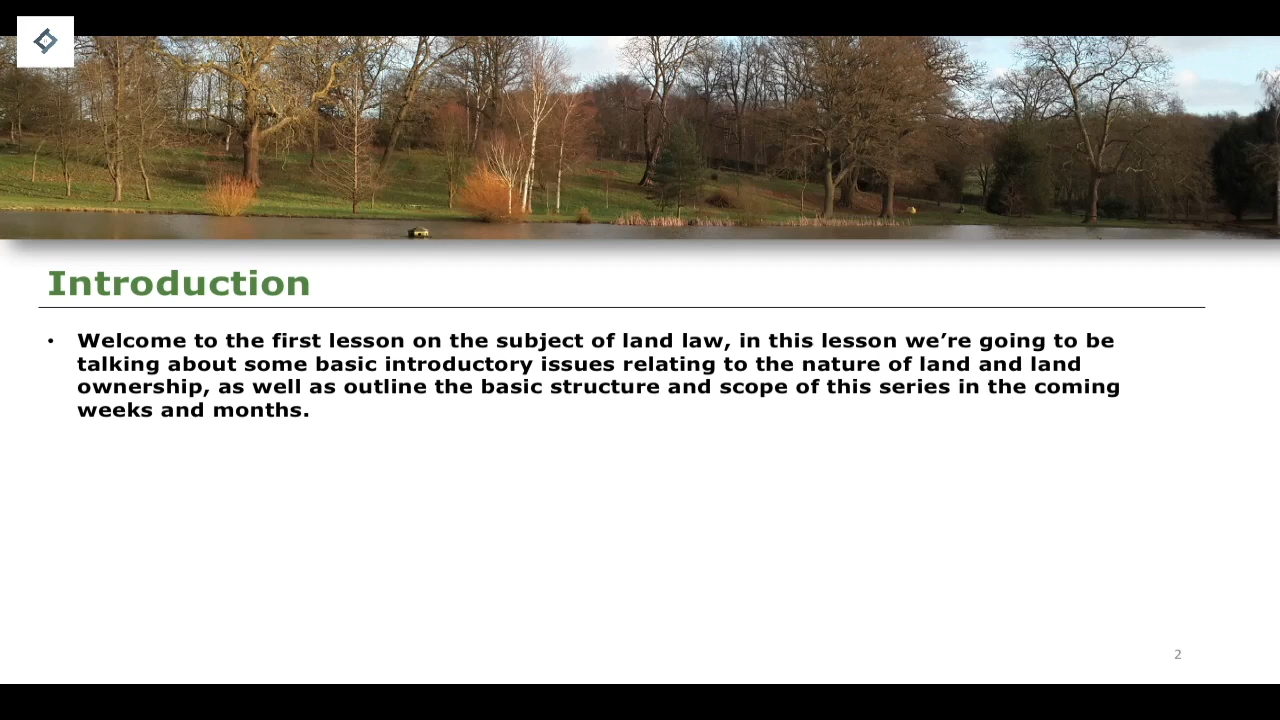 Introduction
• Welcome to the first lesson on the subject of land law, in this lesson we’re going to be
talking about some basic introductory issues relating to the nature of land and land
ownership, as well as outline the basic structure and scope of this series in the coming
weeks and months.
2